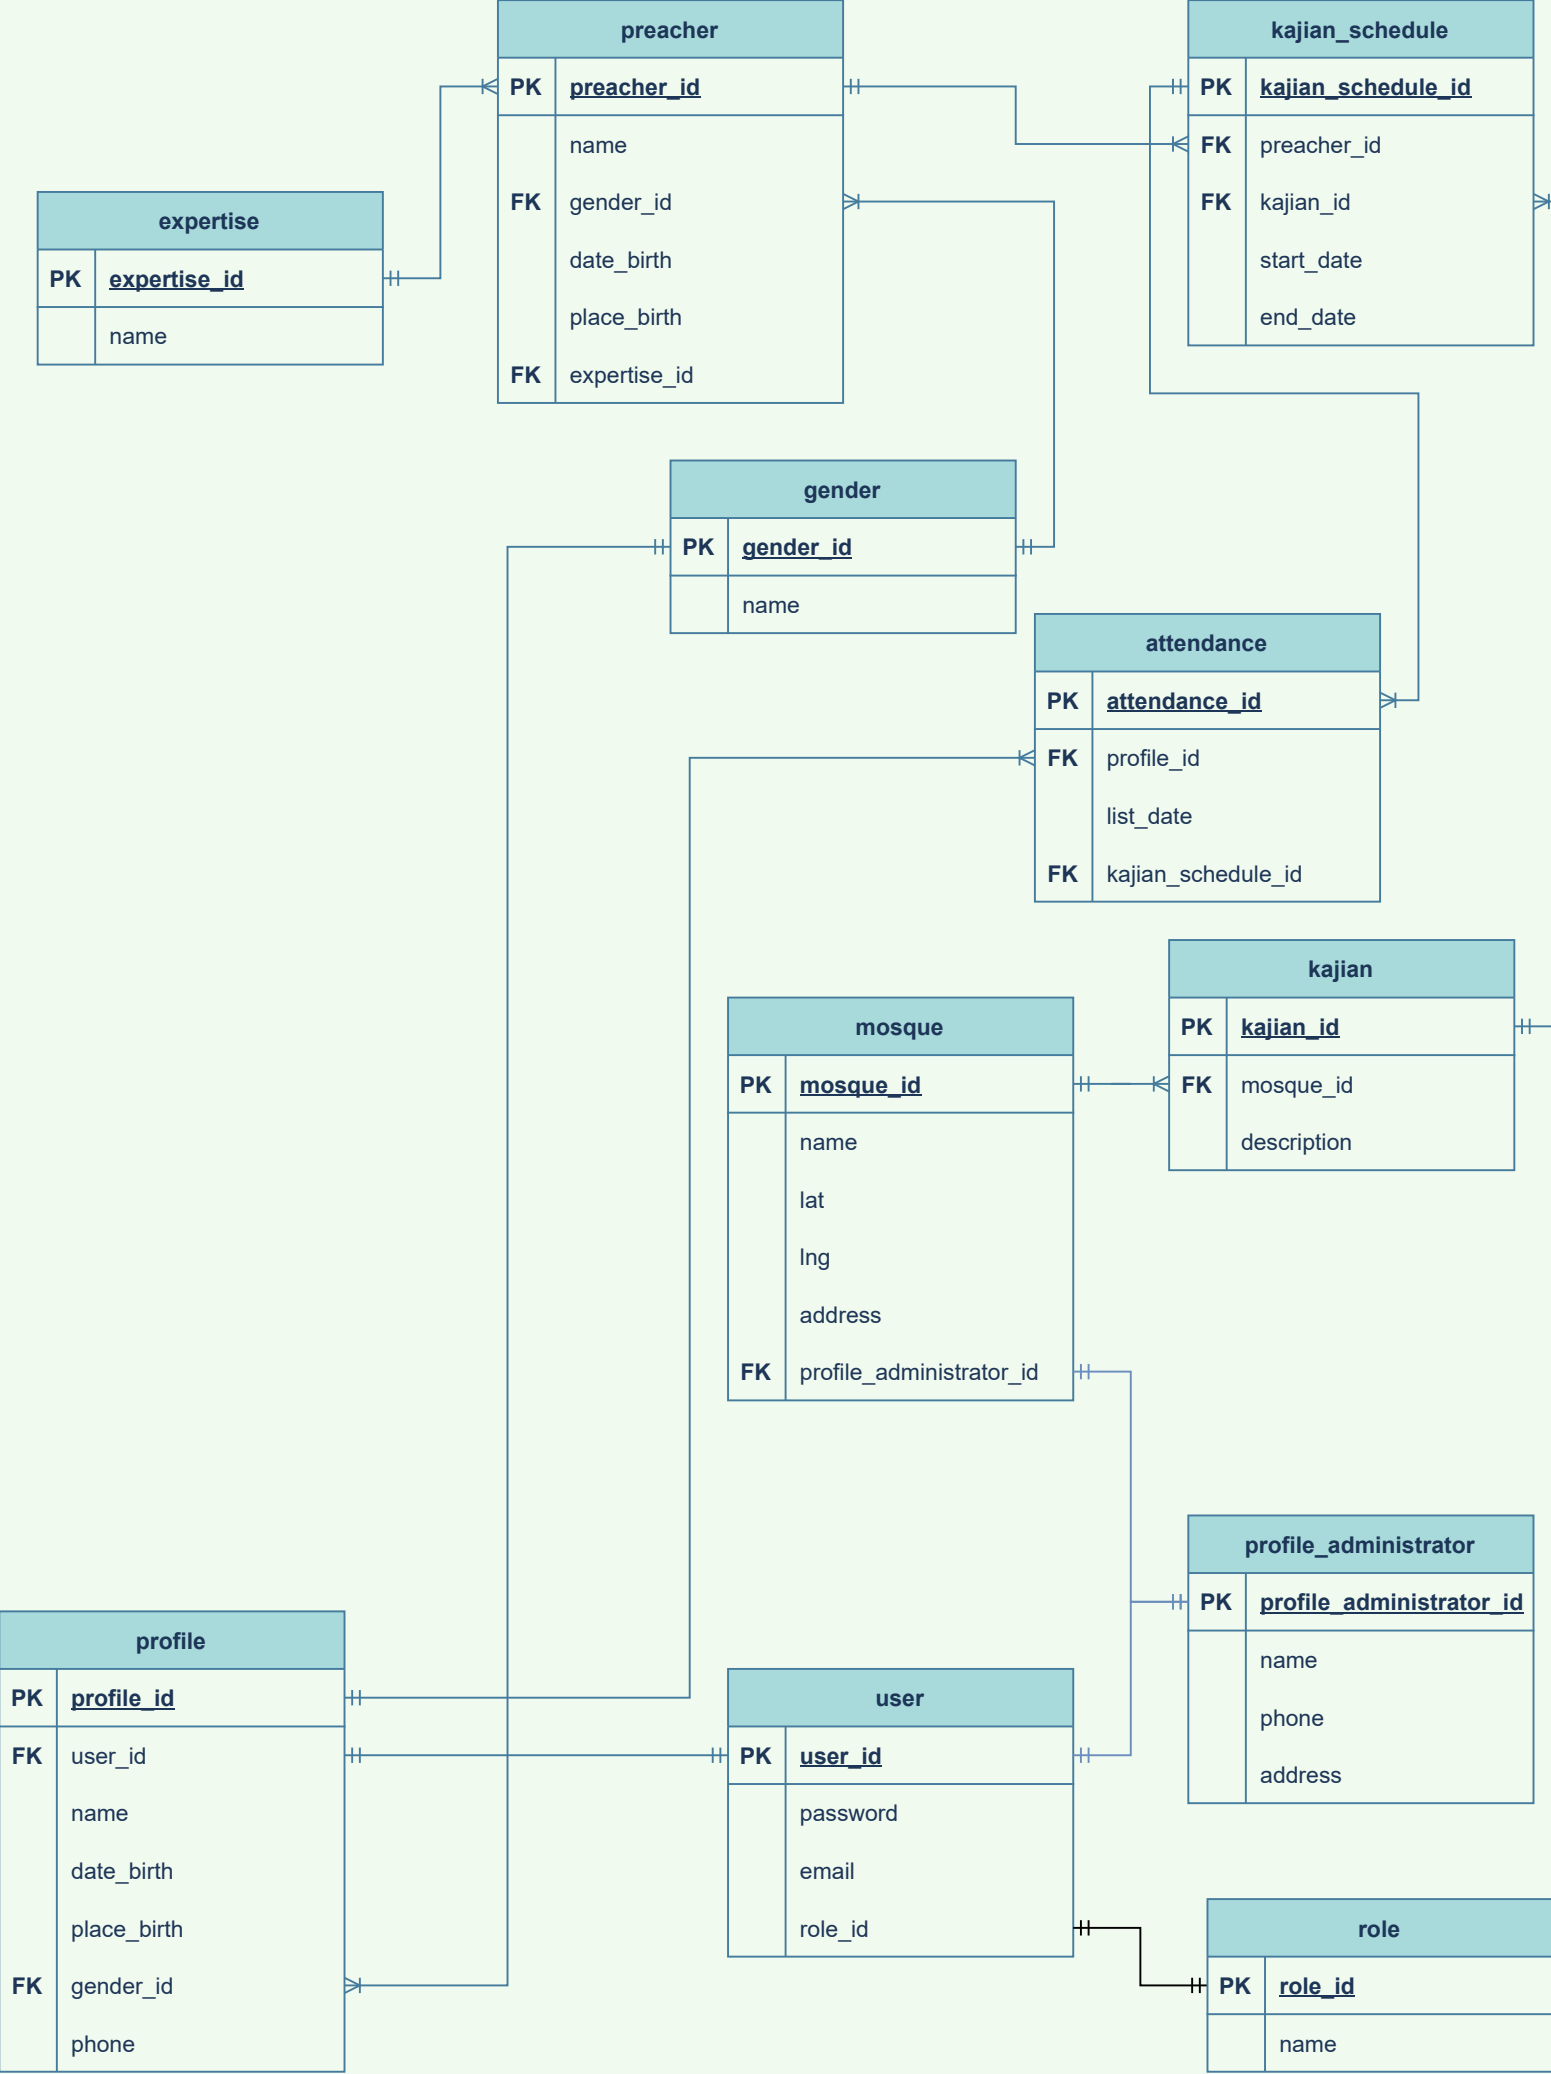 preacher
PK preacher_id
name
FK gender_id
date_birth
place_birth
FK expertise_id
kajian_schedule
PK kajian_schedule_id
FK preacher_id
FK kajian_id
start_date
end_date
expertise
PK expertise_id
name
gender
PK gender_id
name
attendance
PK attendance_id
FK profile_id
list_date
FK kajian_schedule_id
kajian
PK kajian_id
FK mosque_id
description
mosque
PK mosque_id
name
lat
lng
address
FK profile_administrator_id
profile_administrator
PK profile_administrator_id
name
phone
address
profile
PK profile_id
FK user_id
name
date_birth
place_birth
FK gender_id
phone
user
PK user_id
password
email
role_id
role
PK role_id
name